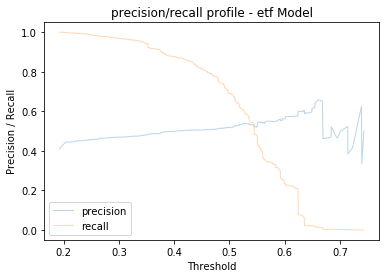 precision/recall profile - etf Model
1.0
0.8
0.6
0.4
0.2
0.0
Precision / Recall
precision
recall
0.2 0.3 0.4 0.5 0.6 0.7
Threshold